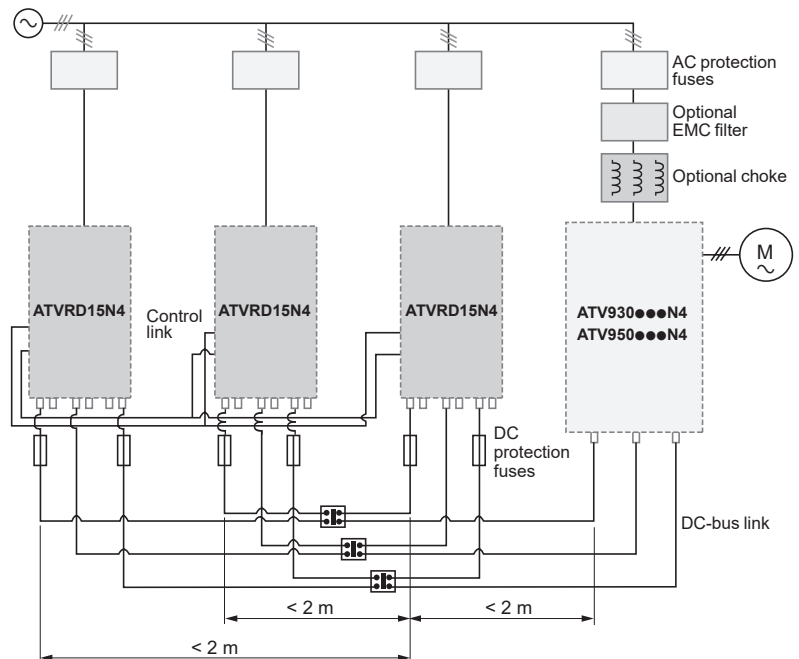 AC protection
fuses
Optional
EMC filter
Optional choke
M
ATVRD15N4
Control
link
ATVRD15N4
ATVRD15N4
ATV930●●●N4
ATV950●●●N4
DC
protection
fuses
DC-bus link
< 2 m
< 2 m
< 2 m